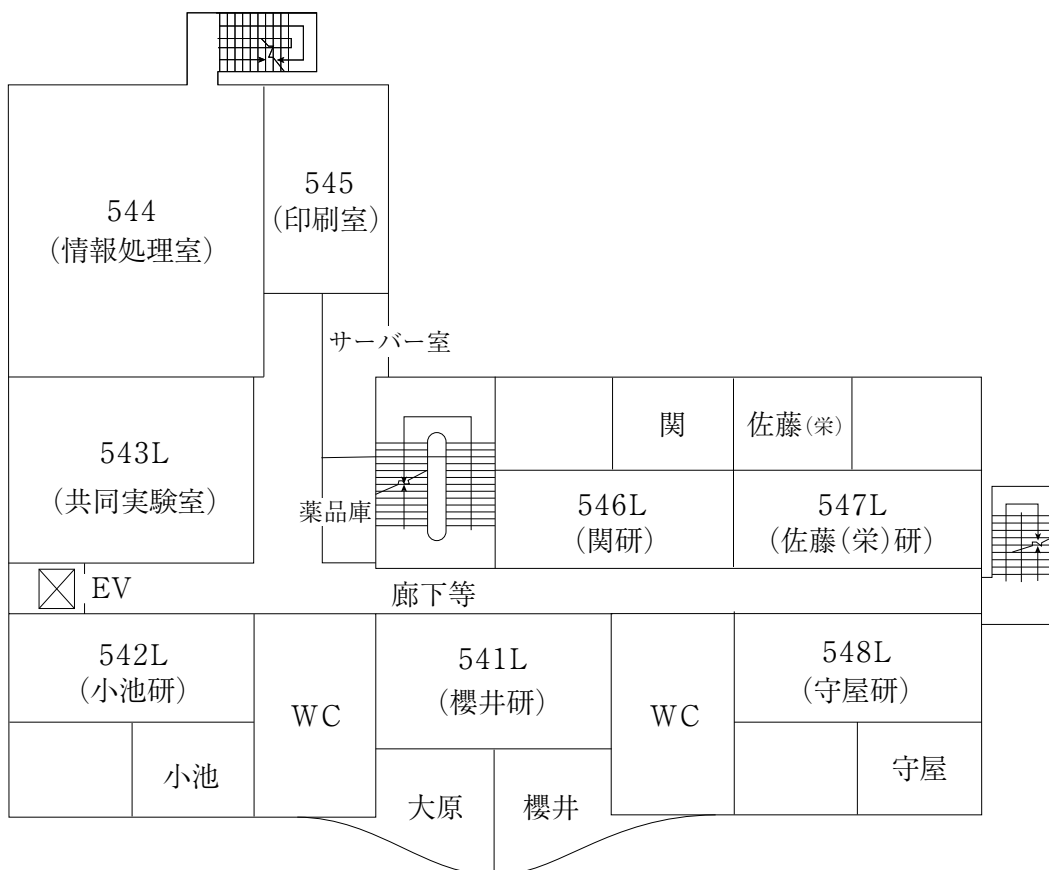 544
(情報処理室)
545
(印刷室)
サーバー室
543L
(共同実験室)
薬品庫
関
佐藤(栄)
546L
(関研)
547L
(佐藤(栄)研)
EV
廊下等
542L
(小池研)
WC
541L
(櫻井研)
WC
548L
(守屋研)
小池
大原
櫻井
守屋